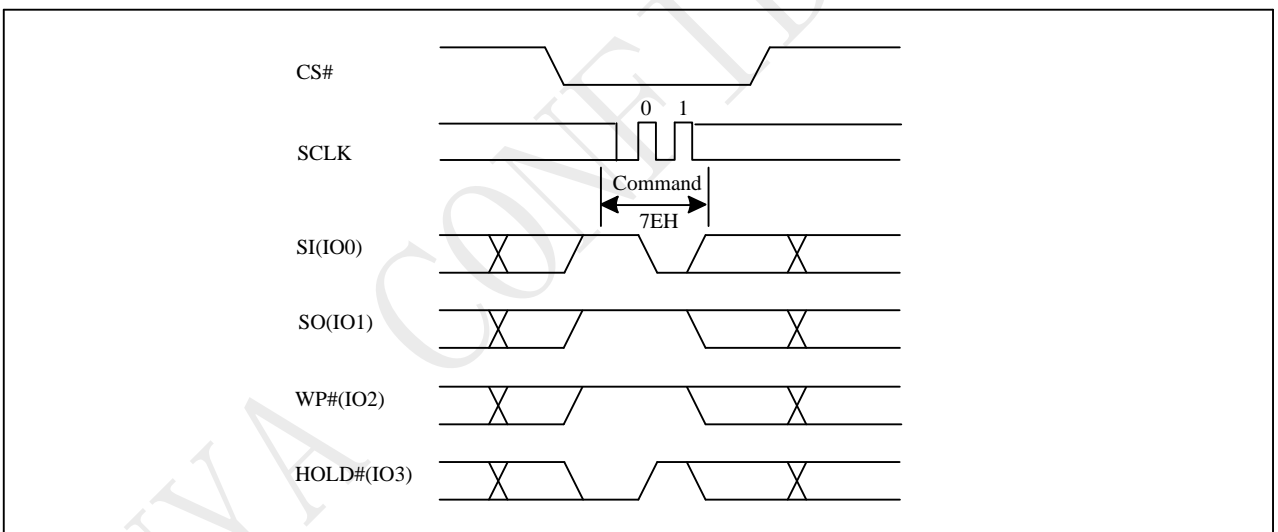 CS#
0 1
SCLK
Command
7EH
SI(IO0)
SO(IO1)
WP#(IO2)
HOLD#(IO3)